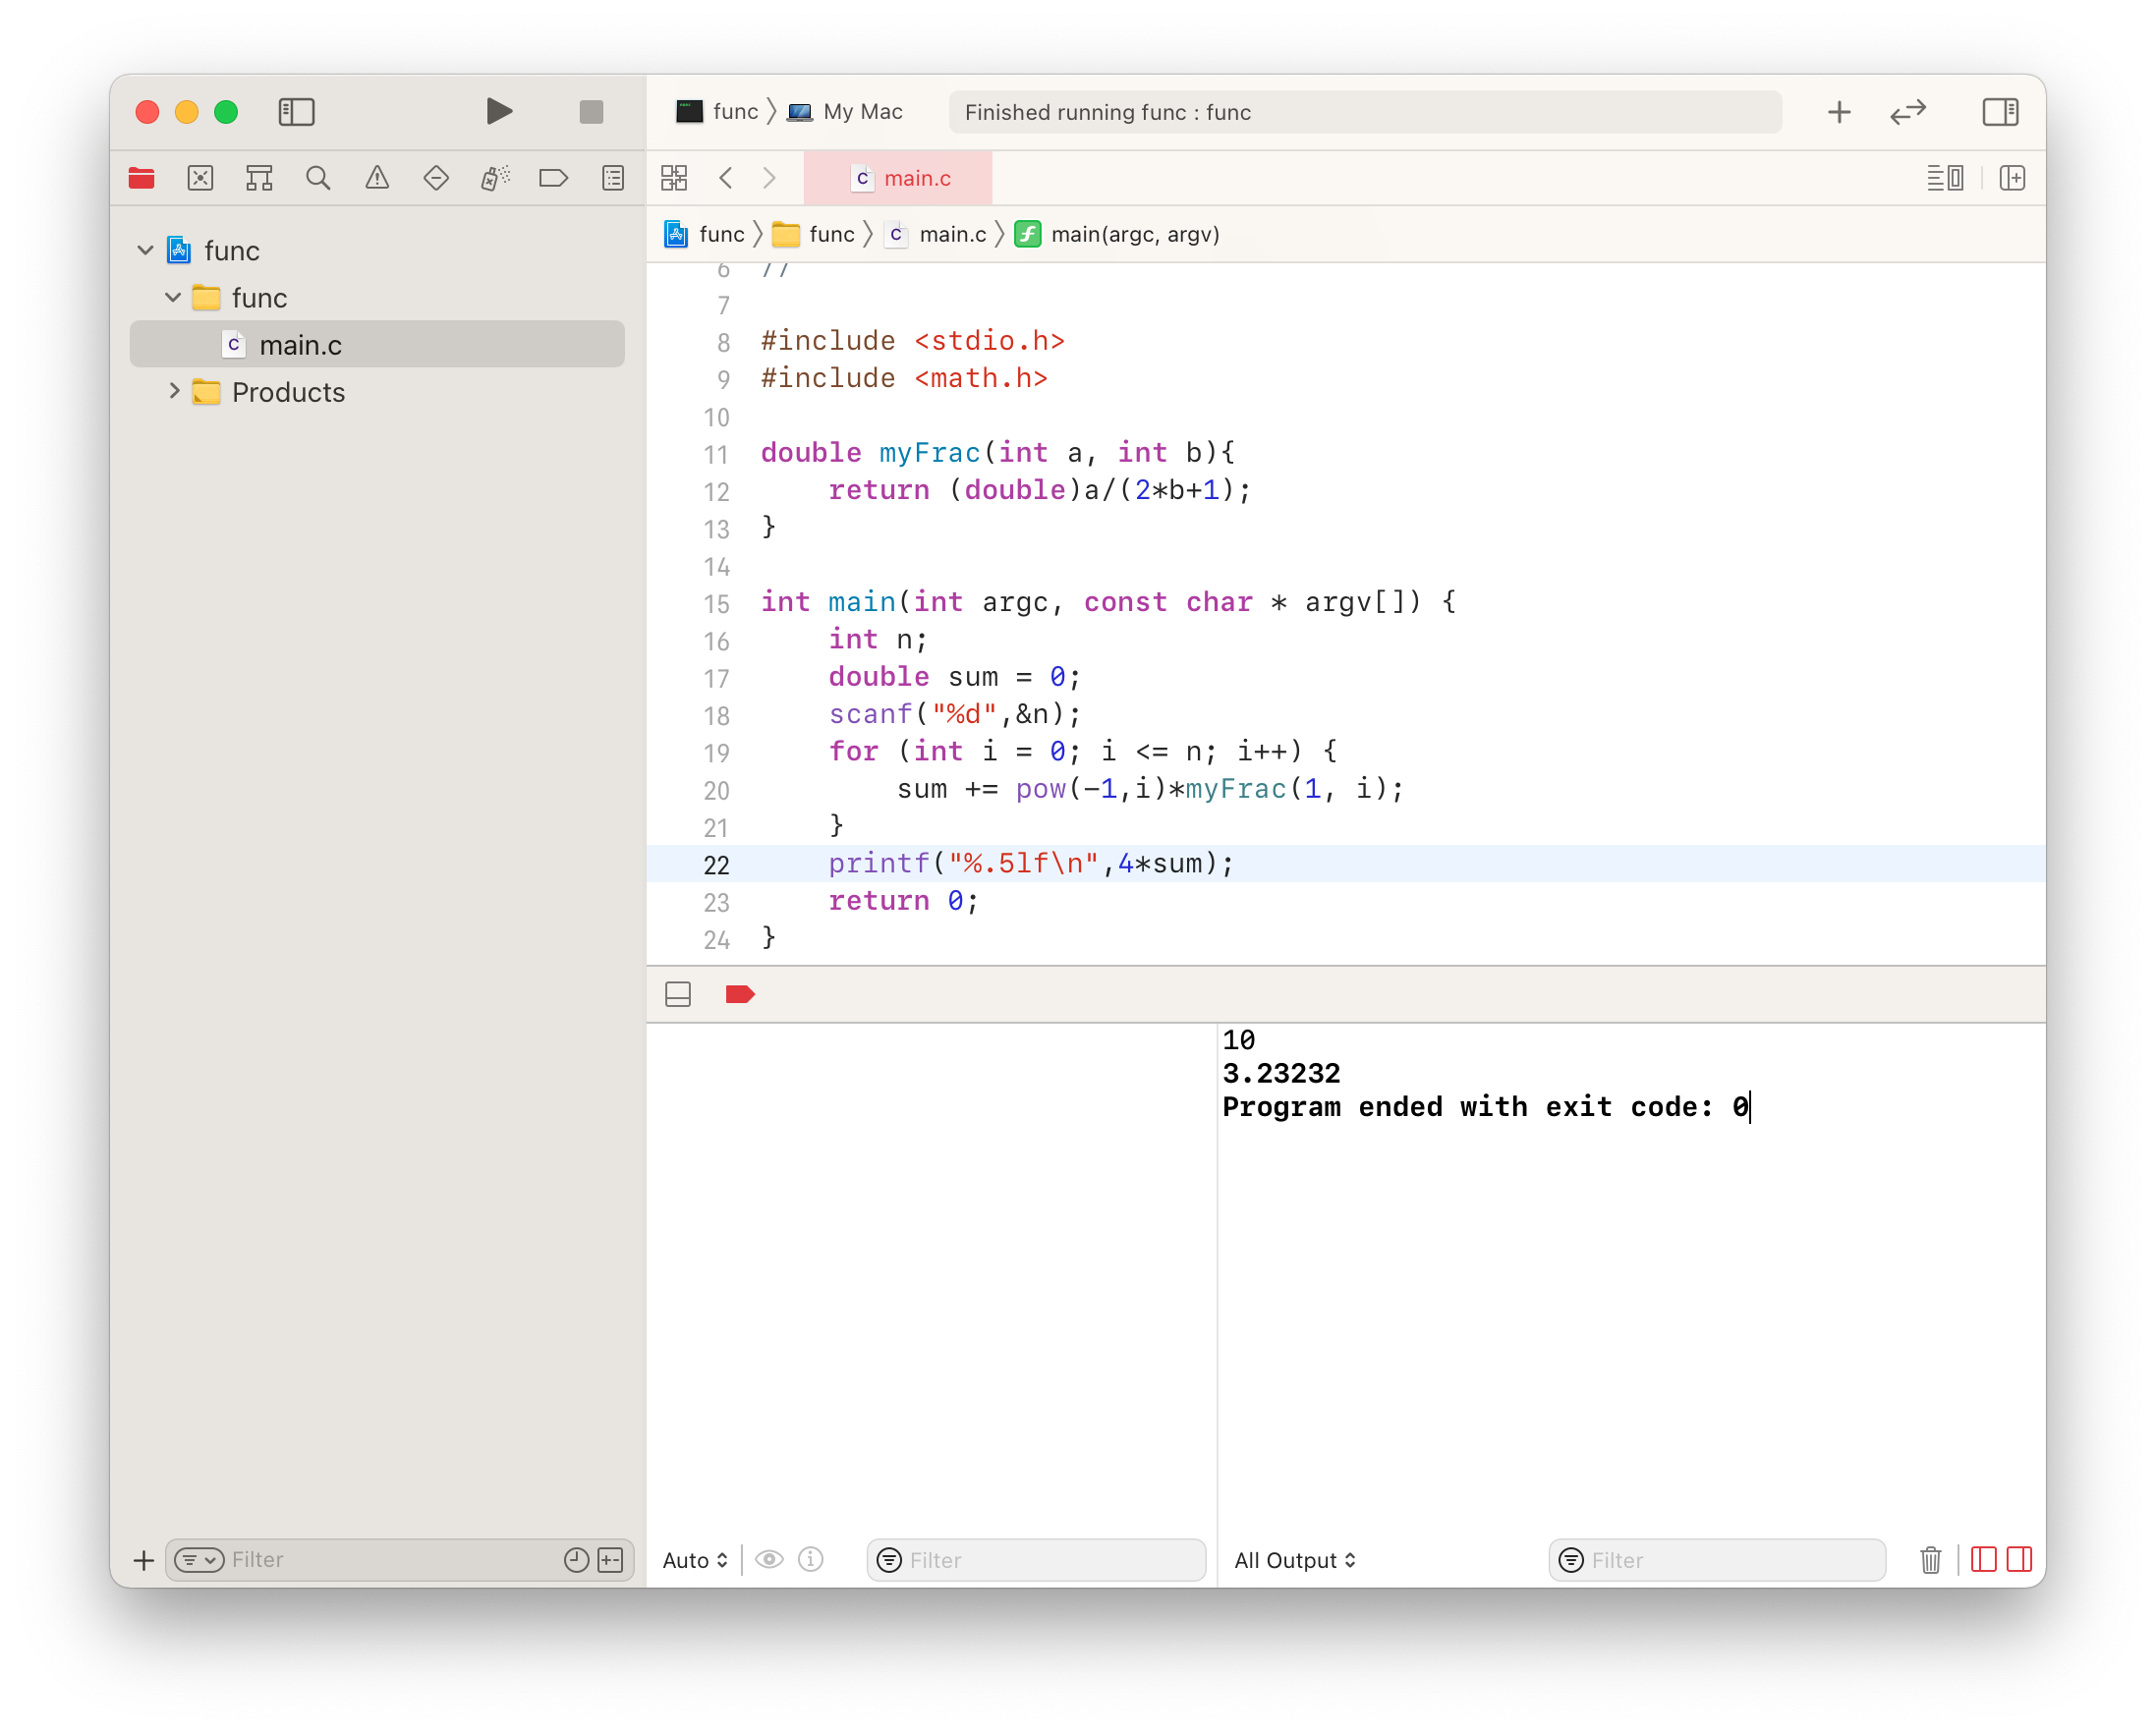 func My Mac Finished running func : func
main.c
func func main.c main(argc, argv)
func
func
main.c
Products
6 //
7
8 #include <stdio.h>
9 #include <math.h>
10
11 double myFrac(int a, int b){
12     return (double)a/(2*b+1);
13 }
14
15 int main(int argc, const char * argv[]) {
16     int n;
17     double sum = 0;
18     scanf("%d",&n);
19     for (int i = 0; i <= n; i++) {
20         sum += pow(-1,i)*myFrac(1, i);
21     }
22     printf("%.5lf\n",4*sum);
23     return 0;
24 }
10
3.23232
Program ended with exit code: 0
Filter Auto Filter All Output Filter